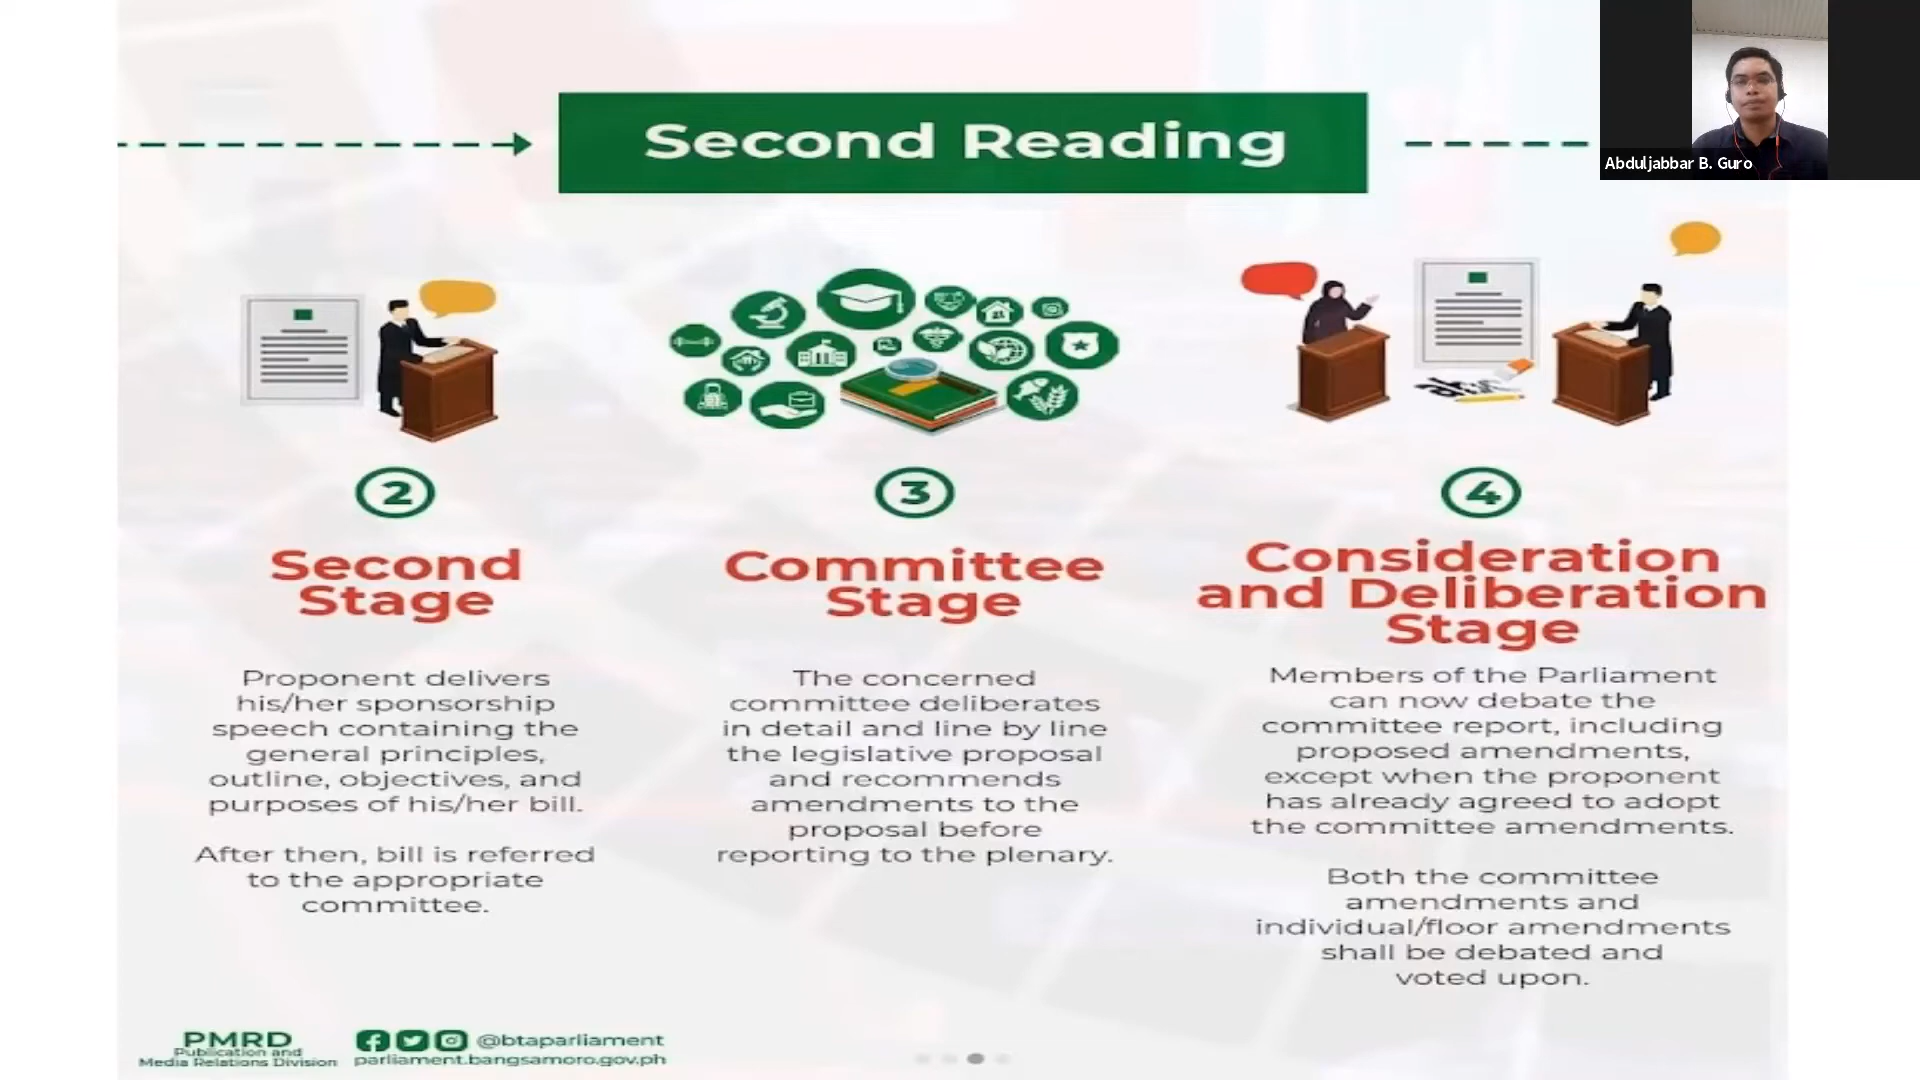 Second Reading
Abduljabbar B. Guro
2
Second
Stage
Proponent delivers
his/her sponsorship
speech containing the
general principles,
outline, objectives, and
purposes of his/her bill.
After then, bill is referred
to the appropriate
committee.
3
Committee
Stage
The concerned
committee deliberates
in detail and line by line
the legislative proposal
and recommends
amendments to the
proposal before
reporting to the plenary.
4
Consideration
and Deliberation
Stage
Members of the Parliament
can now debate the
committee report, including
proposed amendments,
except when the proponent
has already agreed to adopt
the committee amendments.
Both the committee
amendments and
individual/floor amendments
shall be debated and
voted upon.
PMRD
Publication and
Media Relations Division
@btaparliament
parliament.bangsamoro.gov.ph